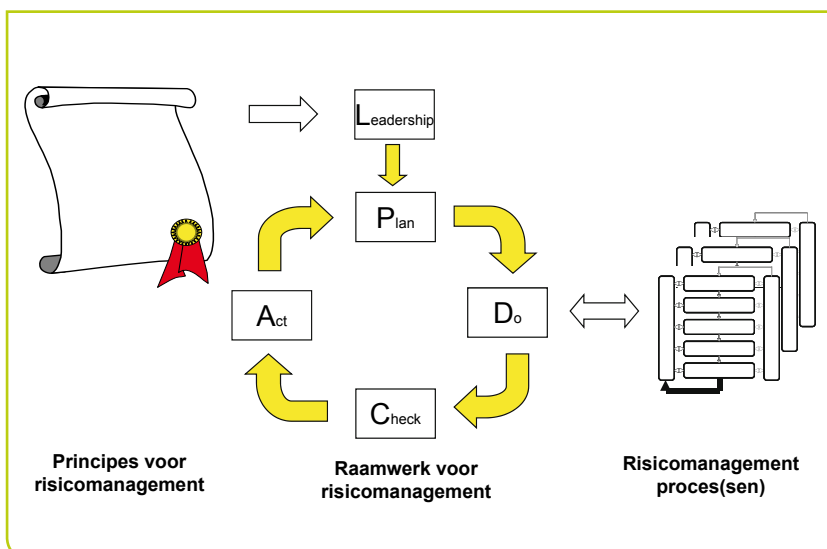 Leadership
Plan
Act
Do
Check
Principes voor
risicomanagement
Raamwerk voor
risicomanagement
Risicomanagement
proces(sen)